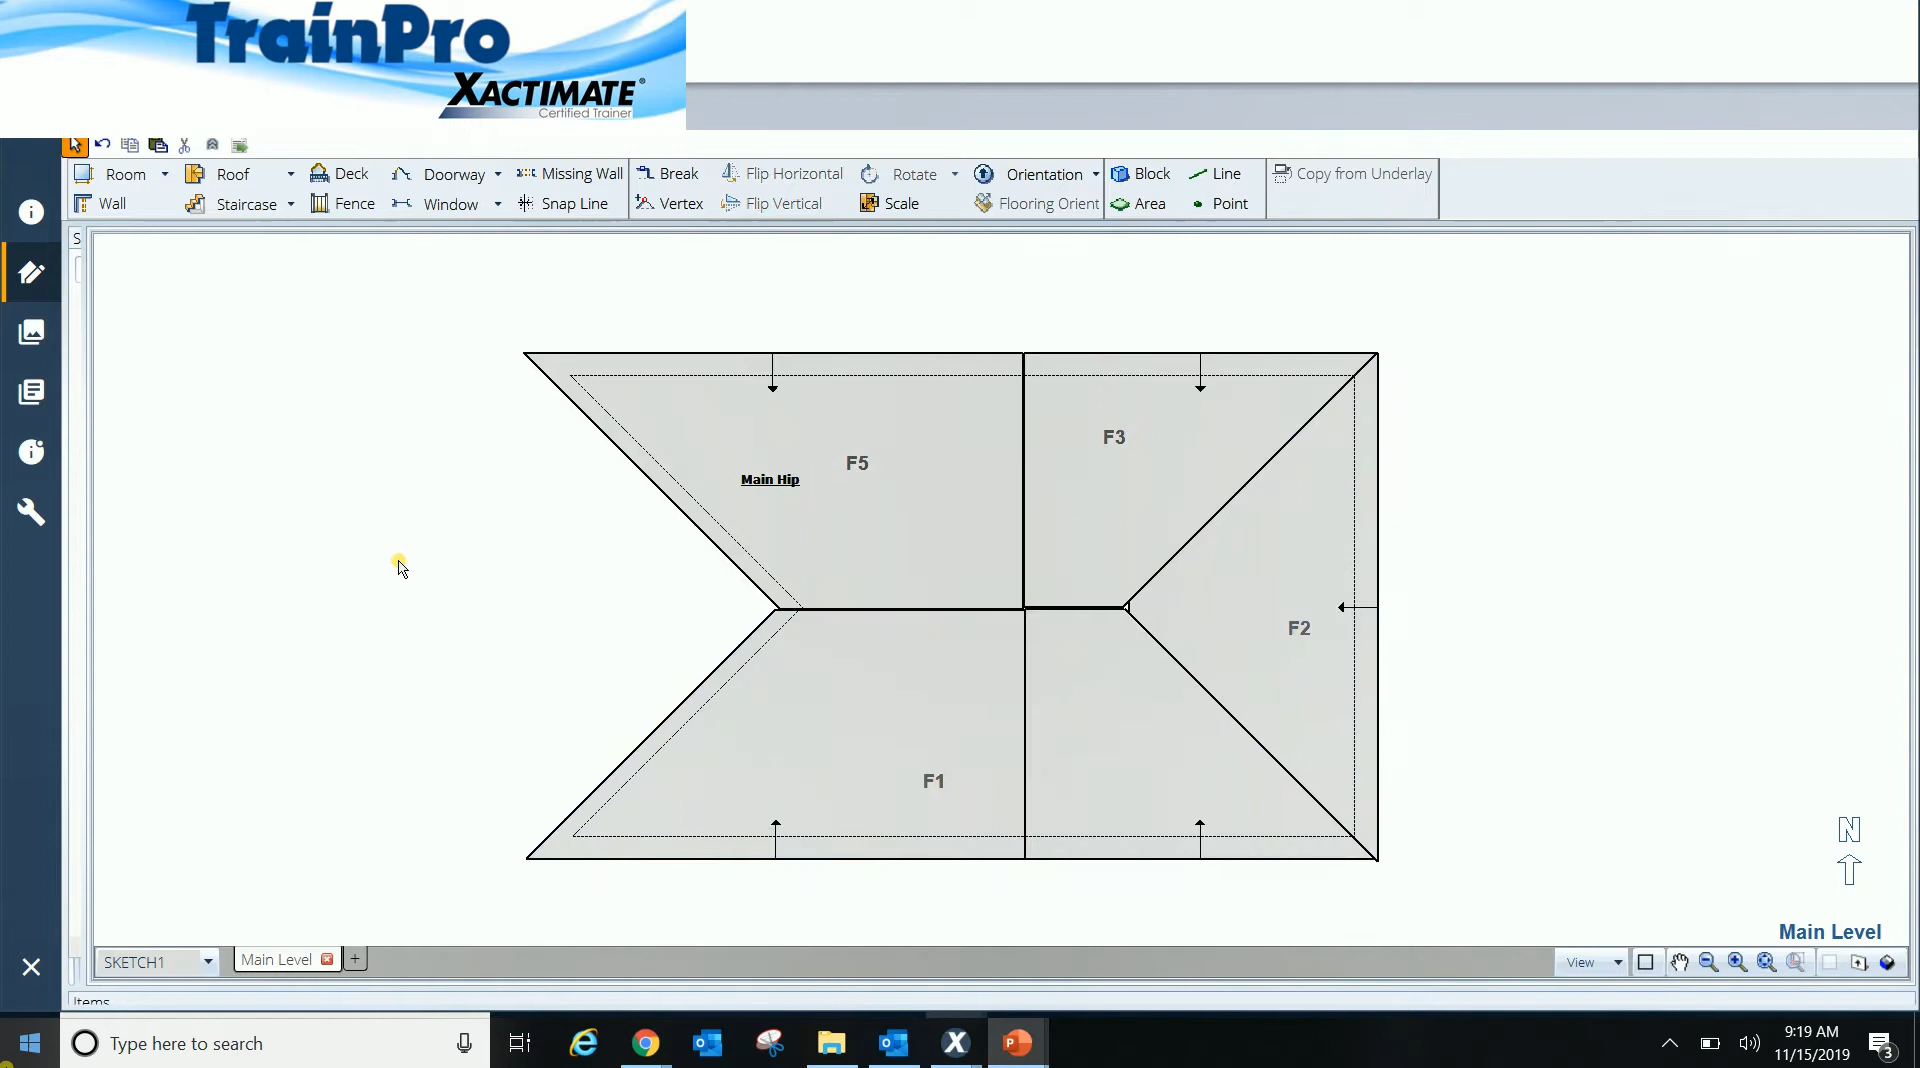 TrainPro
XACTIMATE®
Certified Trainer
Room Roof Deck Doorway Missing Wall Break Flip Horizontal Rotate Orientation Block Line Copy from Underlay
Wall Staircase Fence Window Snap Line Vertex Flip Vertical Scale Flooring Orient Area Point
S
F3
F5
Main Hip
F2
F1
N
Main Level
SKETCH1 Main Level + View
Items
Type here to search
9:19 AM
11/15/2019
3